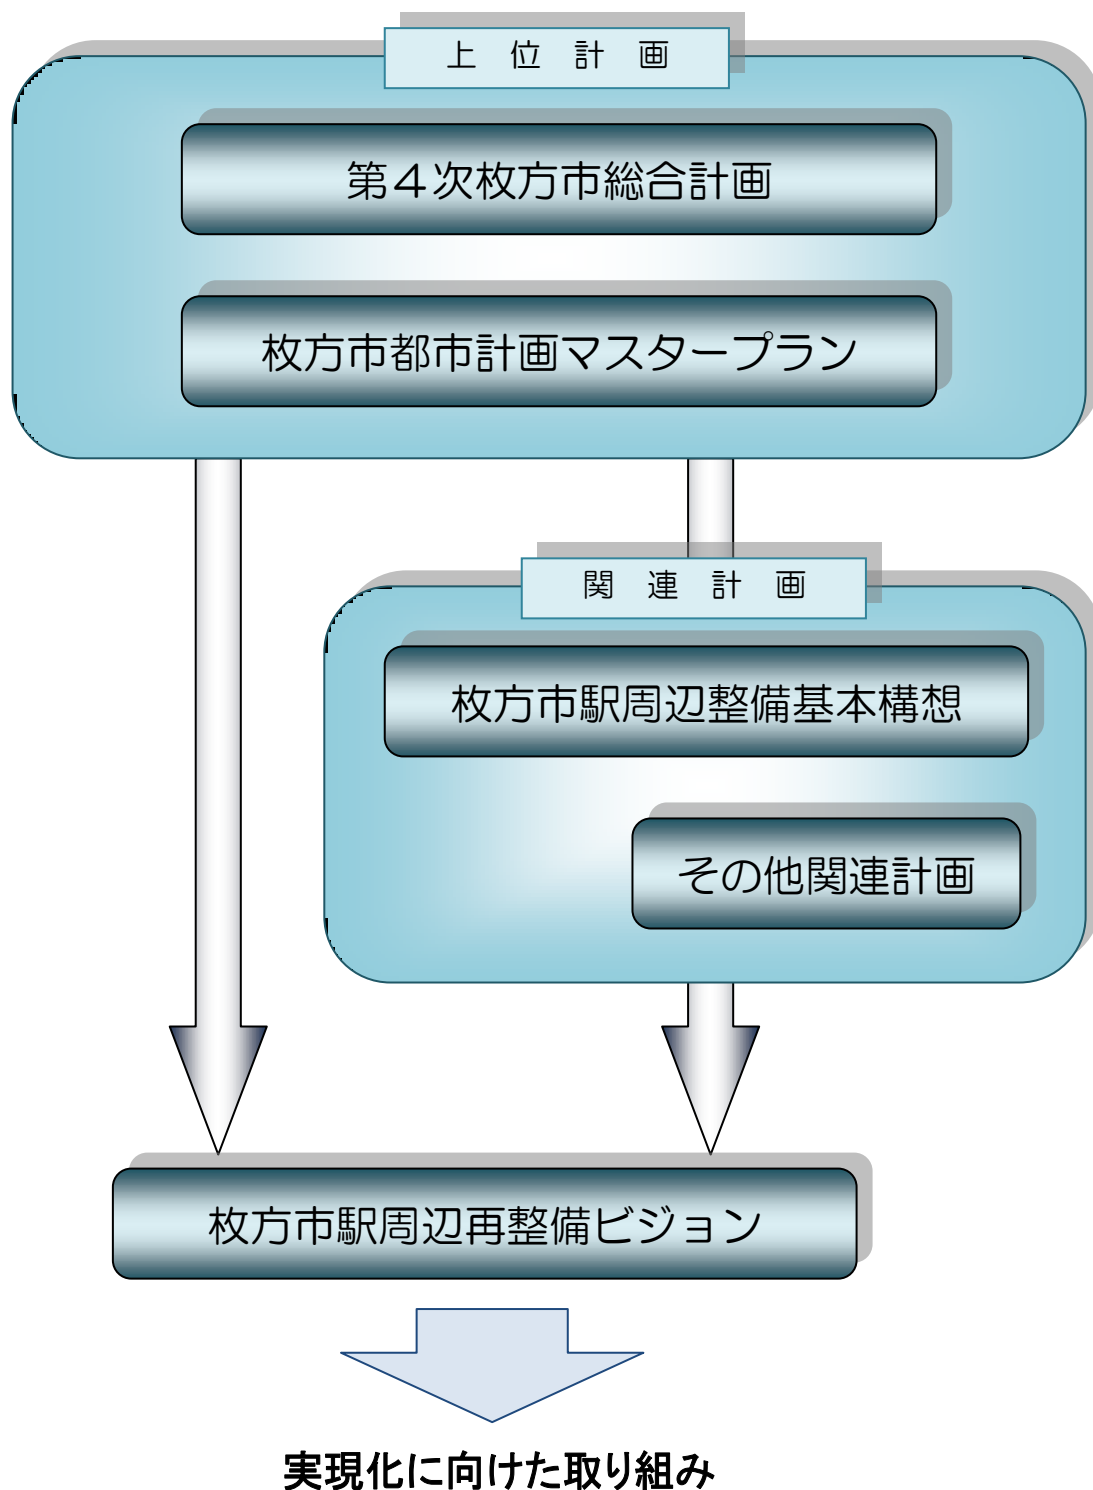 上 位 計 画
第４次枚方市総合計画
枚方市都市計画マスタープラン
関 連 計 画
枚方市駅周辺整備基本構想
その他関連計画
枚方市駅周辺再整備ビジョン
実現化に向けた取り組み